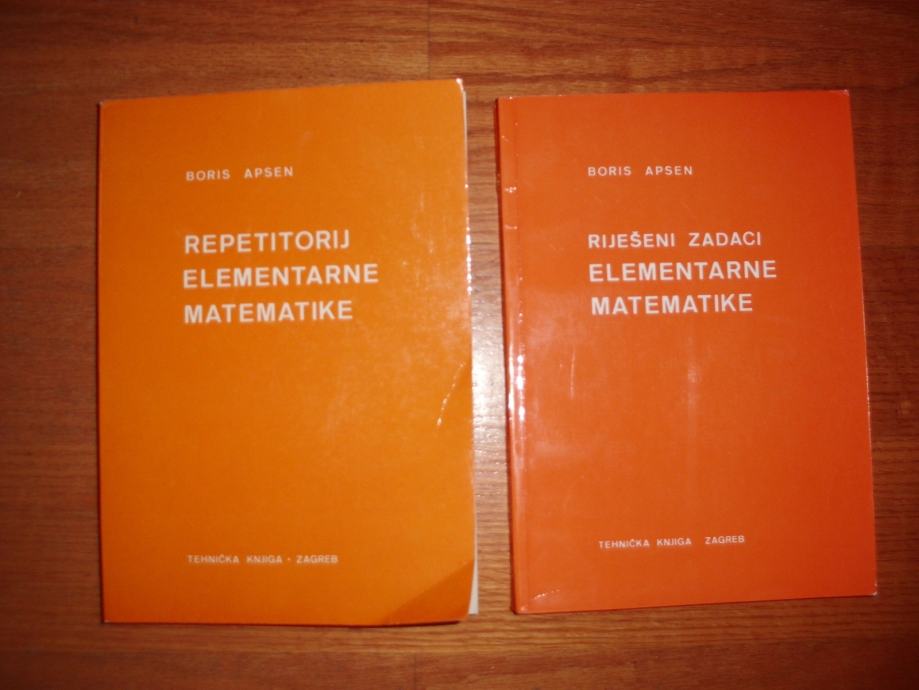 BORIS APSEN
REPETITORIJ
ELEMENTARNE
MATEMATIKE
TEHNIČKA KNJIGA • ZAGREB
BORIS APSEN
RIJEŠENI ZADACI
ELEMENTARNE
MATEMATIKE
TEHNIČKA KNJIGA ZAGREB